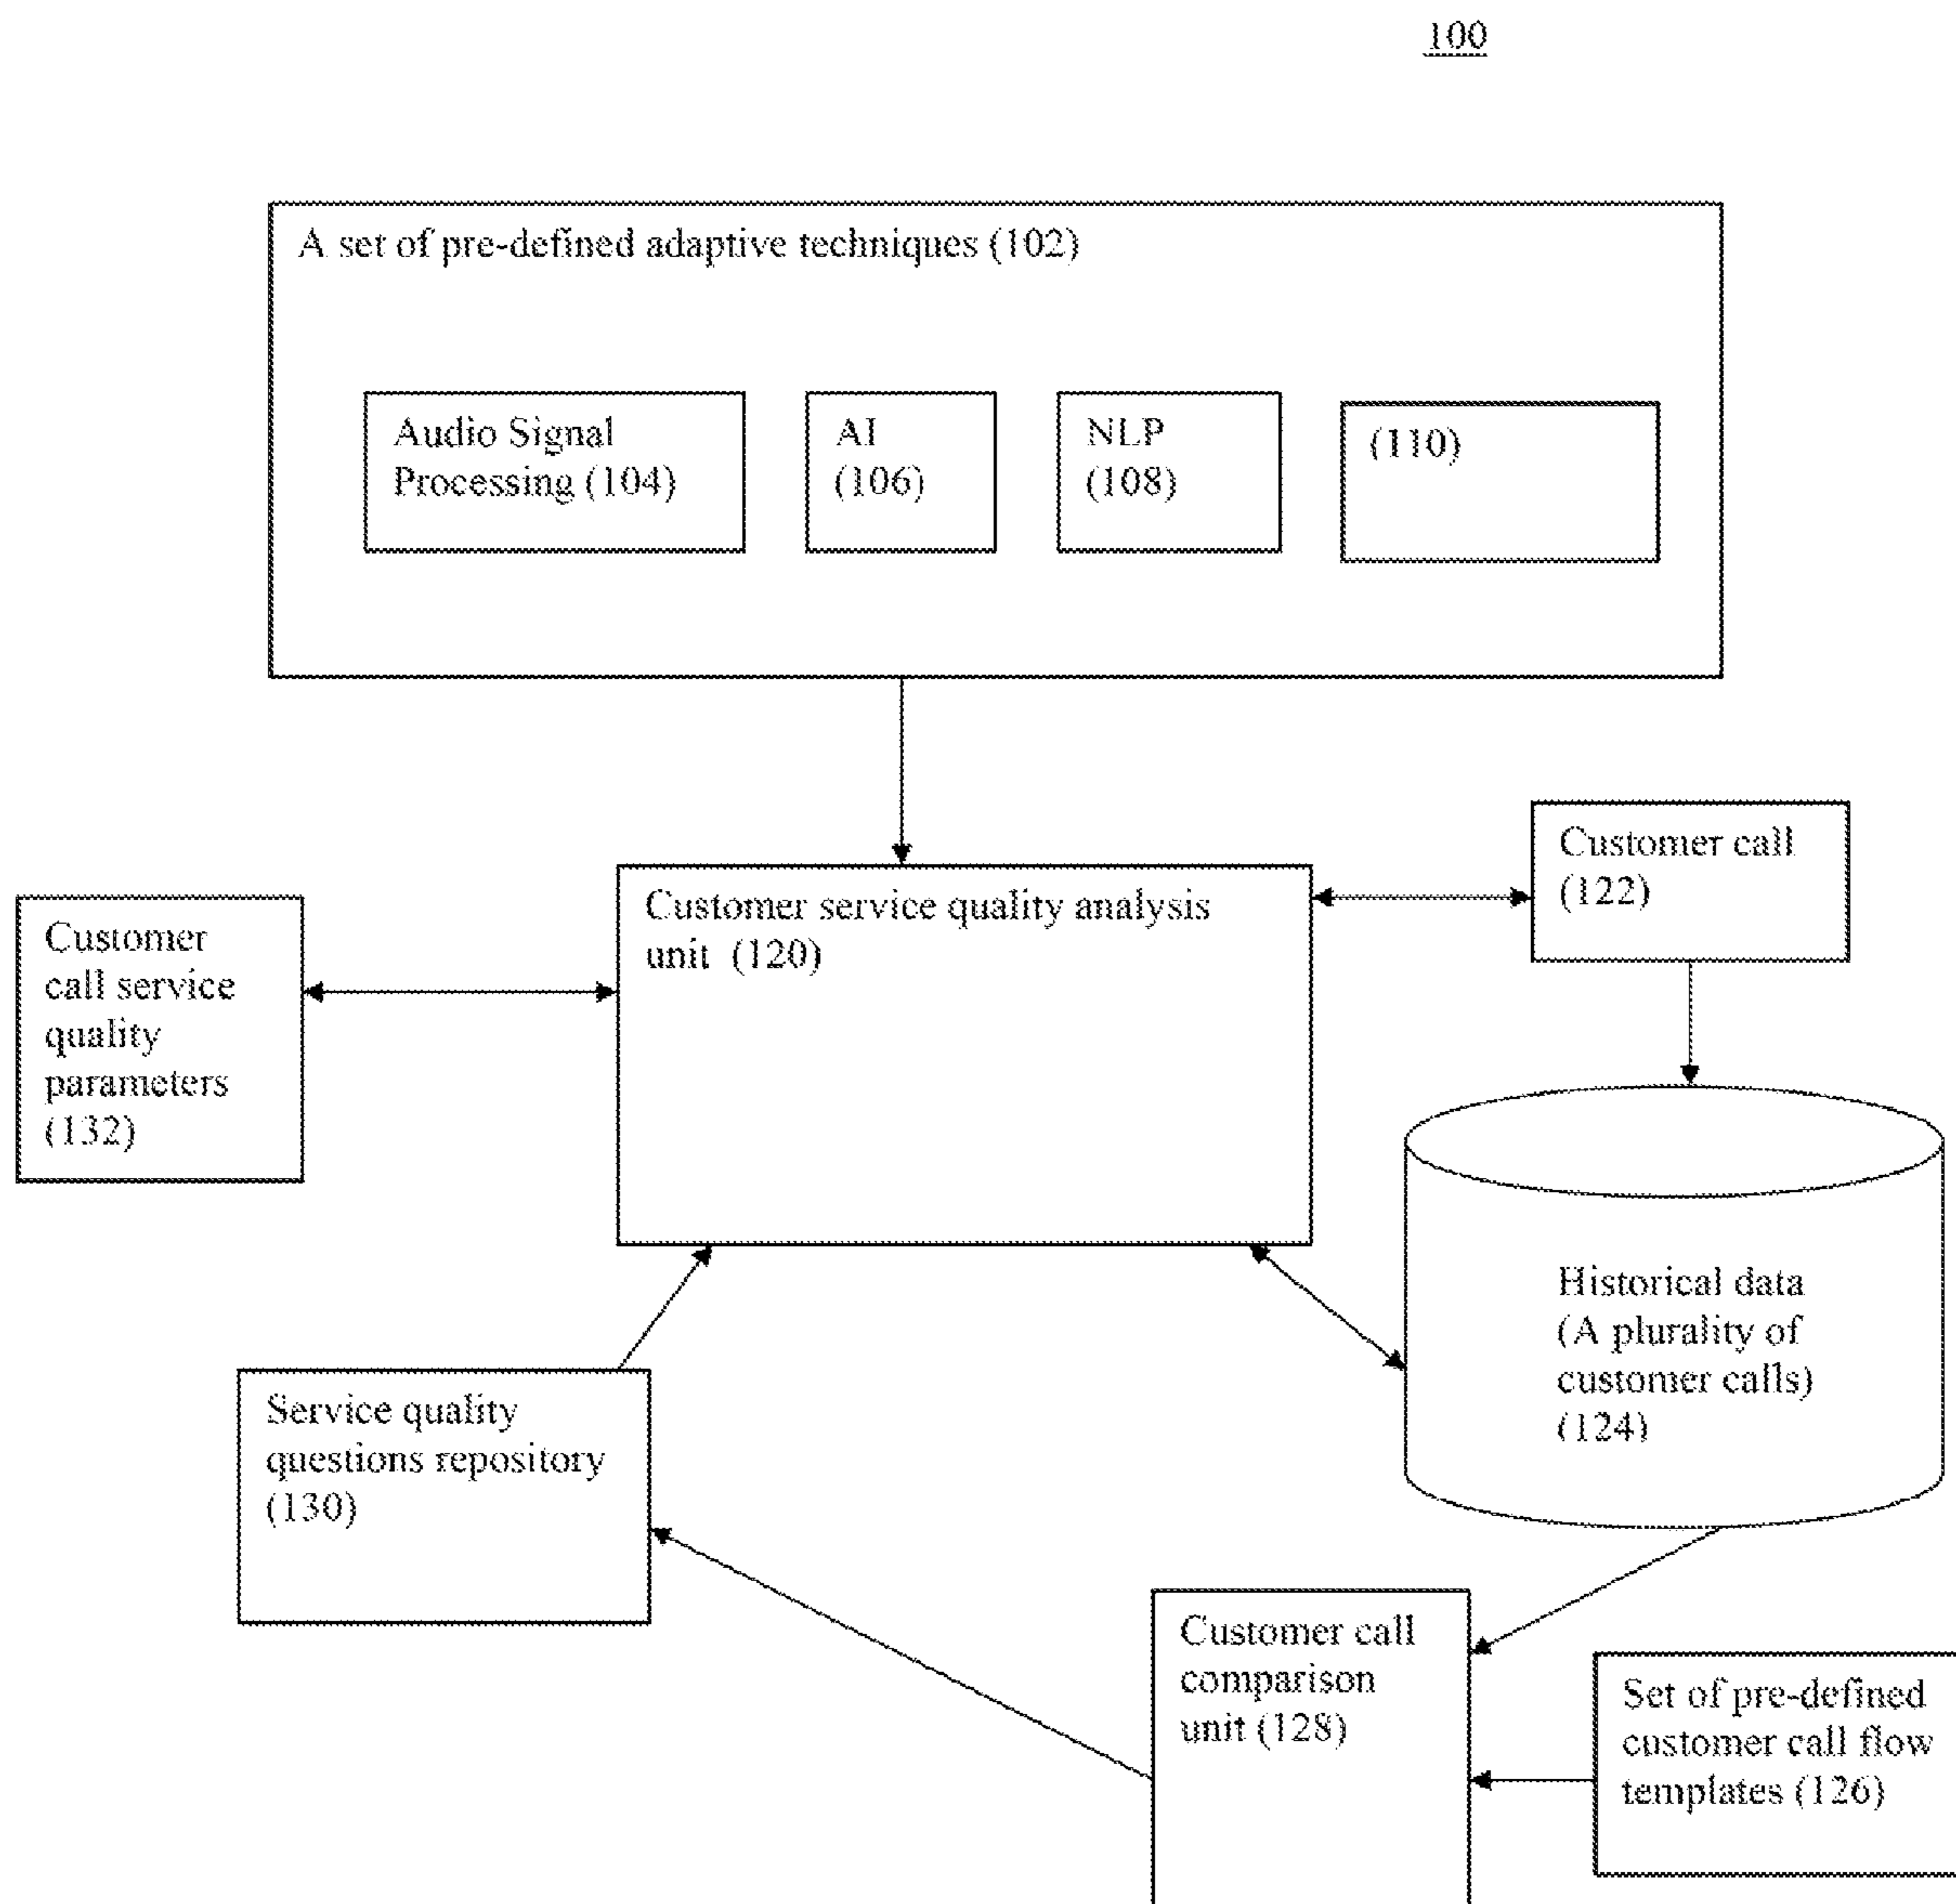 100
A set of pre-defined adaptive techniques (102)
Audio Signal
Processing (104)
AI
(106)
NLP
(108)
(110)
Customer call
(122)
Customer service quality analysis
unit (120)
Customer
call service
quality
parameters
(132)
Historical data
(A plurality of
customer calls)
(124)
Service quality
questions repository
(130)
Customer call
comparison
unit (128)
Set of pre-defined
customer call flow
templates (126)